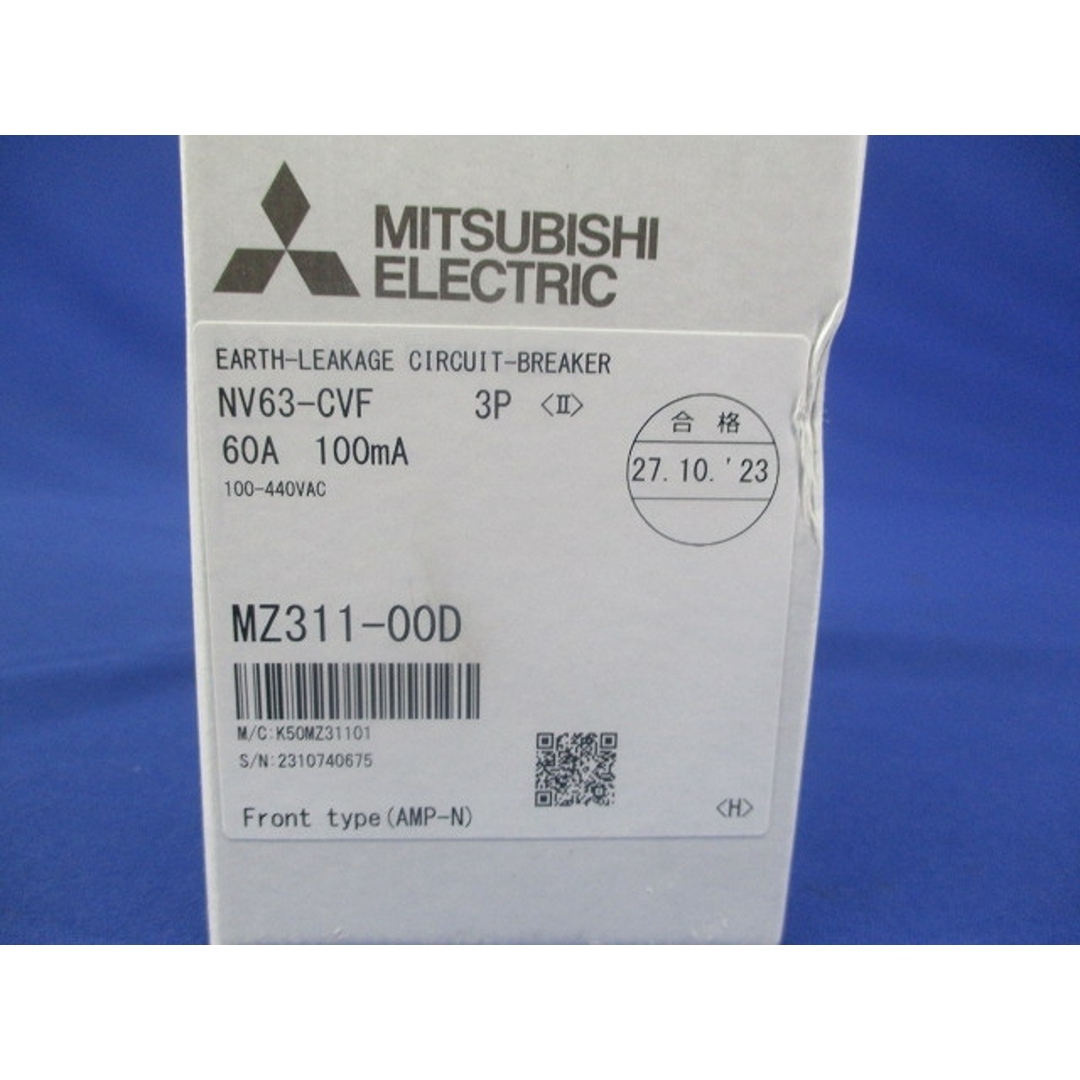 MITSUBISHI
ELECTRIC
EARTH-LEAKAGE CIRCUIT-BREAKER
NV63-CVF 3P <II>
60A 100mA
100-440VAC
合格
27.10.'23
MZ311-00D
M/C:K50MZ31101
S/N:2310740675
Front type(AMP-N)
<H>